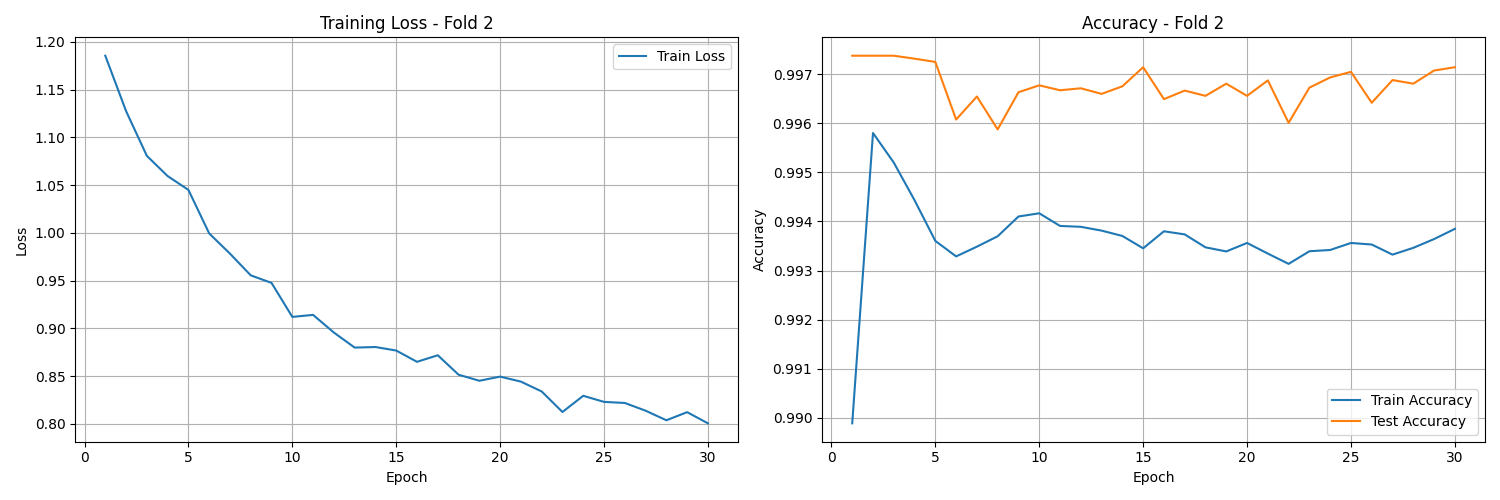 Training Loss - Fold 2
1.20
1.15
1.10
1.05
1.00
0.95
0.90
0.85
0.80
Loss
0 5 10 15 20 25 30
Epoch
Train Loss
Accuracy - Fold 2
0.997
0.996
0.995
0.994
0.993
0.992
0.991
0.990
Accuracy
0 5 10 15 20 25 30
Epoch
Train Accuracy
Test Accuracy